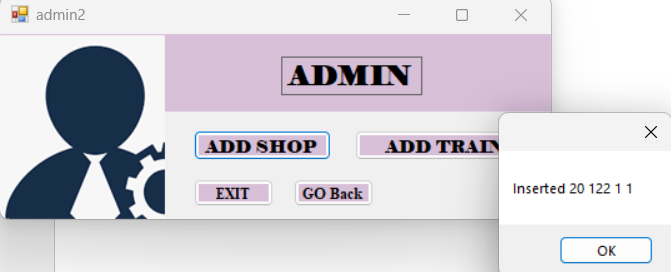 admin2
ADMIN
ADD SHOP
ADD TRAIN
EXIT
GO Back
Inserted 20 122 1 1
OK